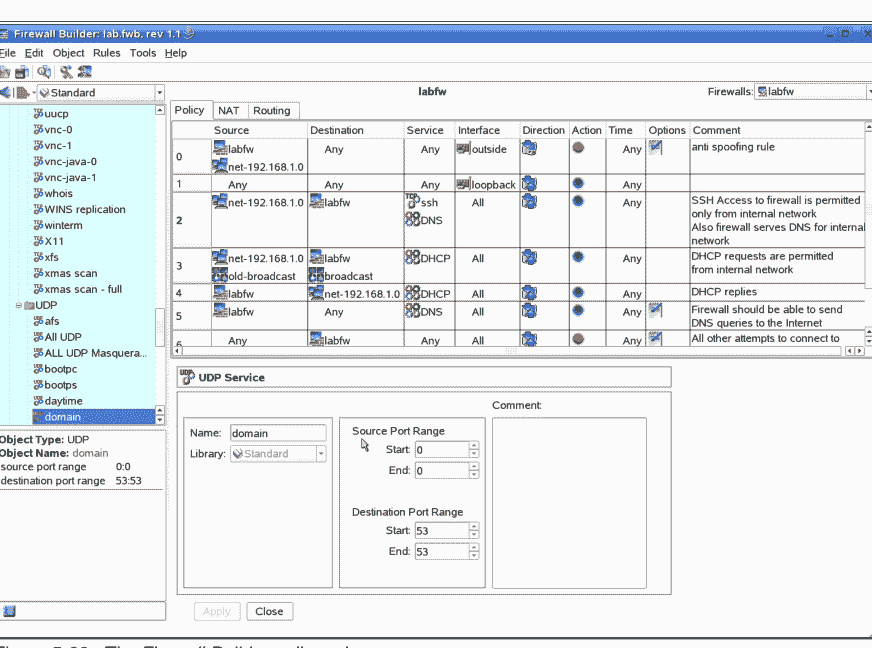 Firewall Builder: lab.fwb, rev 1.1
File Edit Object Rules Tools Help
Standard
labfw
Firewalls: labfw
uucp
vnc-0
vnc-1
vnc-java-0
vnc-java-1
whois
WINS replication
winterm
X11
xfs
xmas scan
xmas scan - full
UDP
afs
All UDP
ALL UDP Masquera...
bootpc
bootps
daytime
domain
Object Type: UDP
Object Name: domain
source port range 0:0
destination port range 53:53
Policy NAT Routing
Source Destination Service Interface Direction Action Time Options Comment
0 labfw Any Any outside Any anti spoofing rule
net-192.168.1.0
1 Any Any Any loopback Any
2 net-192.168.1.0 labfw ssh All Any SSH Access to firewall is permitted
DNS only from internal network
Also firewall serves DNS for internal
network
3 net-192.168.1.0 labfw DHCP All Any DHCP requests are permitted
old-broadcast broadcast from internal network
4 labfw net-192.168.1.0 DHCP All Any DHCP replies
5 labfw Any DNS All Any Firewall should be able to send
DNS queries to the Internet
6 Any labfw Any All Any All other attempts to connect to
UDP UDP Service
Comment:
Name: domain
Library: Standard
Source Port Range
Start: 0
End: 0
Destination Port Range
Start: 53
End: 53
Apply Close